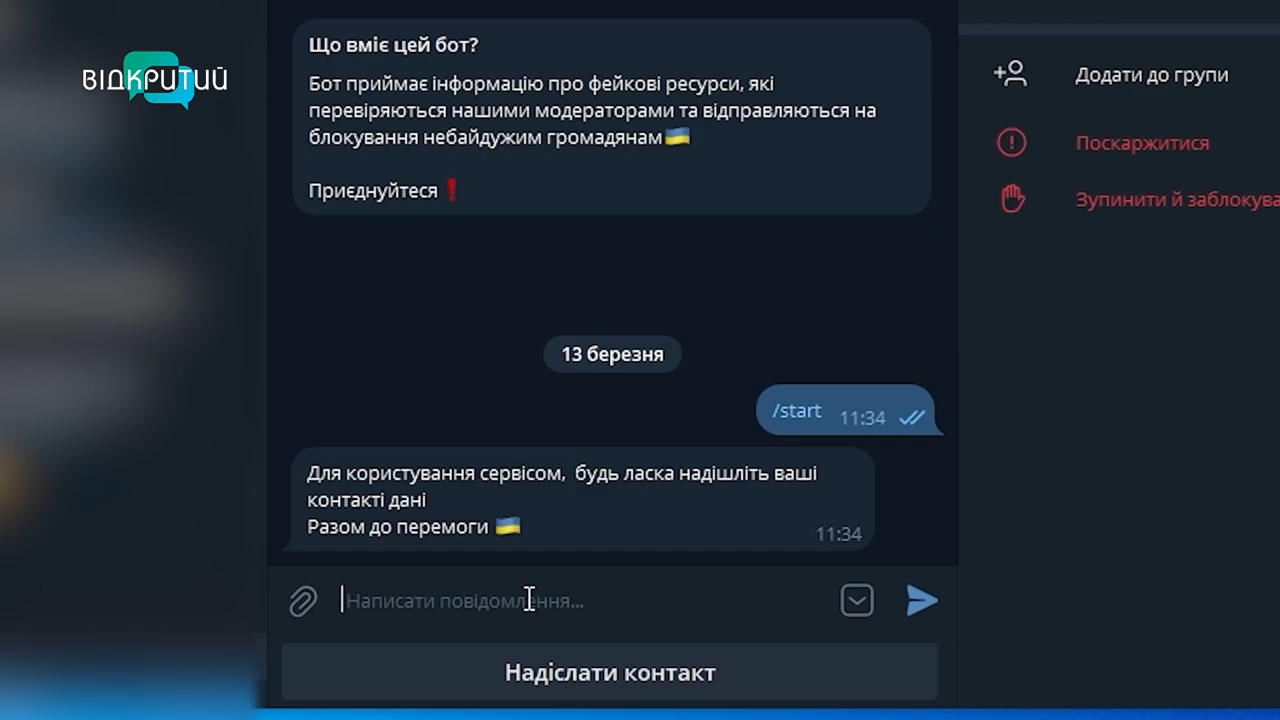 ВІДКРИТИЙ
Що вміє цей бот?
Бот приймає інформацію про фейкові ресурси, які
перевіряються нашими модераторами та відправляються на
блокування небайдужим громадянам🇺🇦
Приєднуйтеся❗
13 березня
/start 11:34
Для користування сервісом, будь ласка надішліть ваші
контакті дані
Разом до перемоги 🇺🇦
11:34
Написати повідомлення...
Надіслати контакт
Додати до групи
Поскаржитися
Зупинити й заблокува